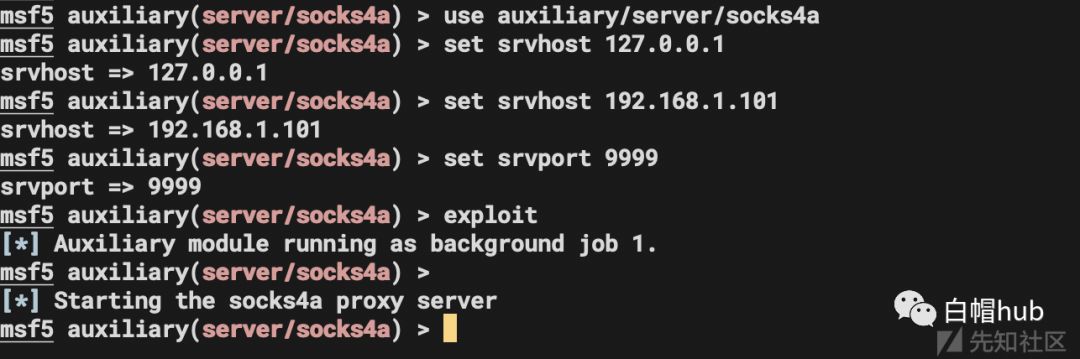 msf5 auxiliary(server/socks4a) > use auxiliary/server/socks4a
msf5 auxiliary(server/socks4a) > set srvhost 127.0.0.1
srvhost => 127.0.0.1
msf5 auxiliary(server/socks4a) > set srvhost 192.168.1.101
srvhost => 192.168.1.101
msf5 auxiliary(server/socks4a) > set srvport 9999
srvport => 9999
msf5 auxiliary(server/socks4a) > exploit
[*] Auxiliary module running as background job 1.
msf5 auxiliary(server/socks4a) >
[*] Starting the socks4a proxy server
msf5 auxiliary(server/socks4a) >
白帽hub
先知社区